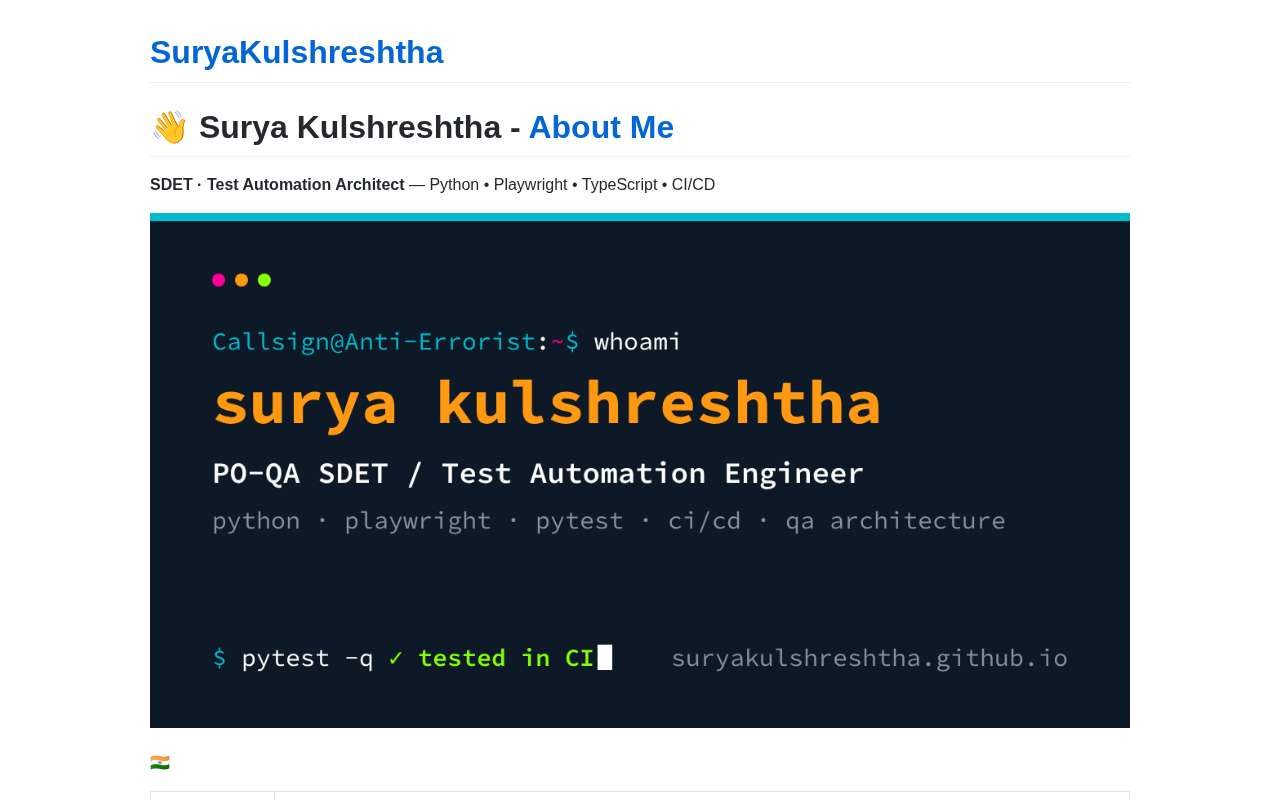 SuryaKulshreshtha
👋 Surya Kulshreshtha - About Me
SDET · Test Automation Architect — Python • Playwright • TypeScript • CI/CD
Callsign@Anti-Errorist:~$ whoami
surya kulshreshtha
PO-QA SDET / Test Automation Engineer
python · playwright · pytest · ci/cd · qa architecture
$ pytest -q ✓ tested in CI
suryakulshreshtha.github.io
🇮🇳